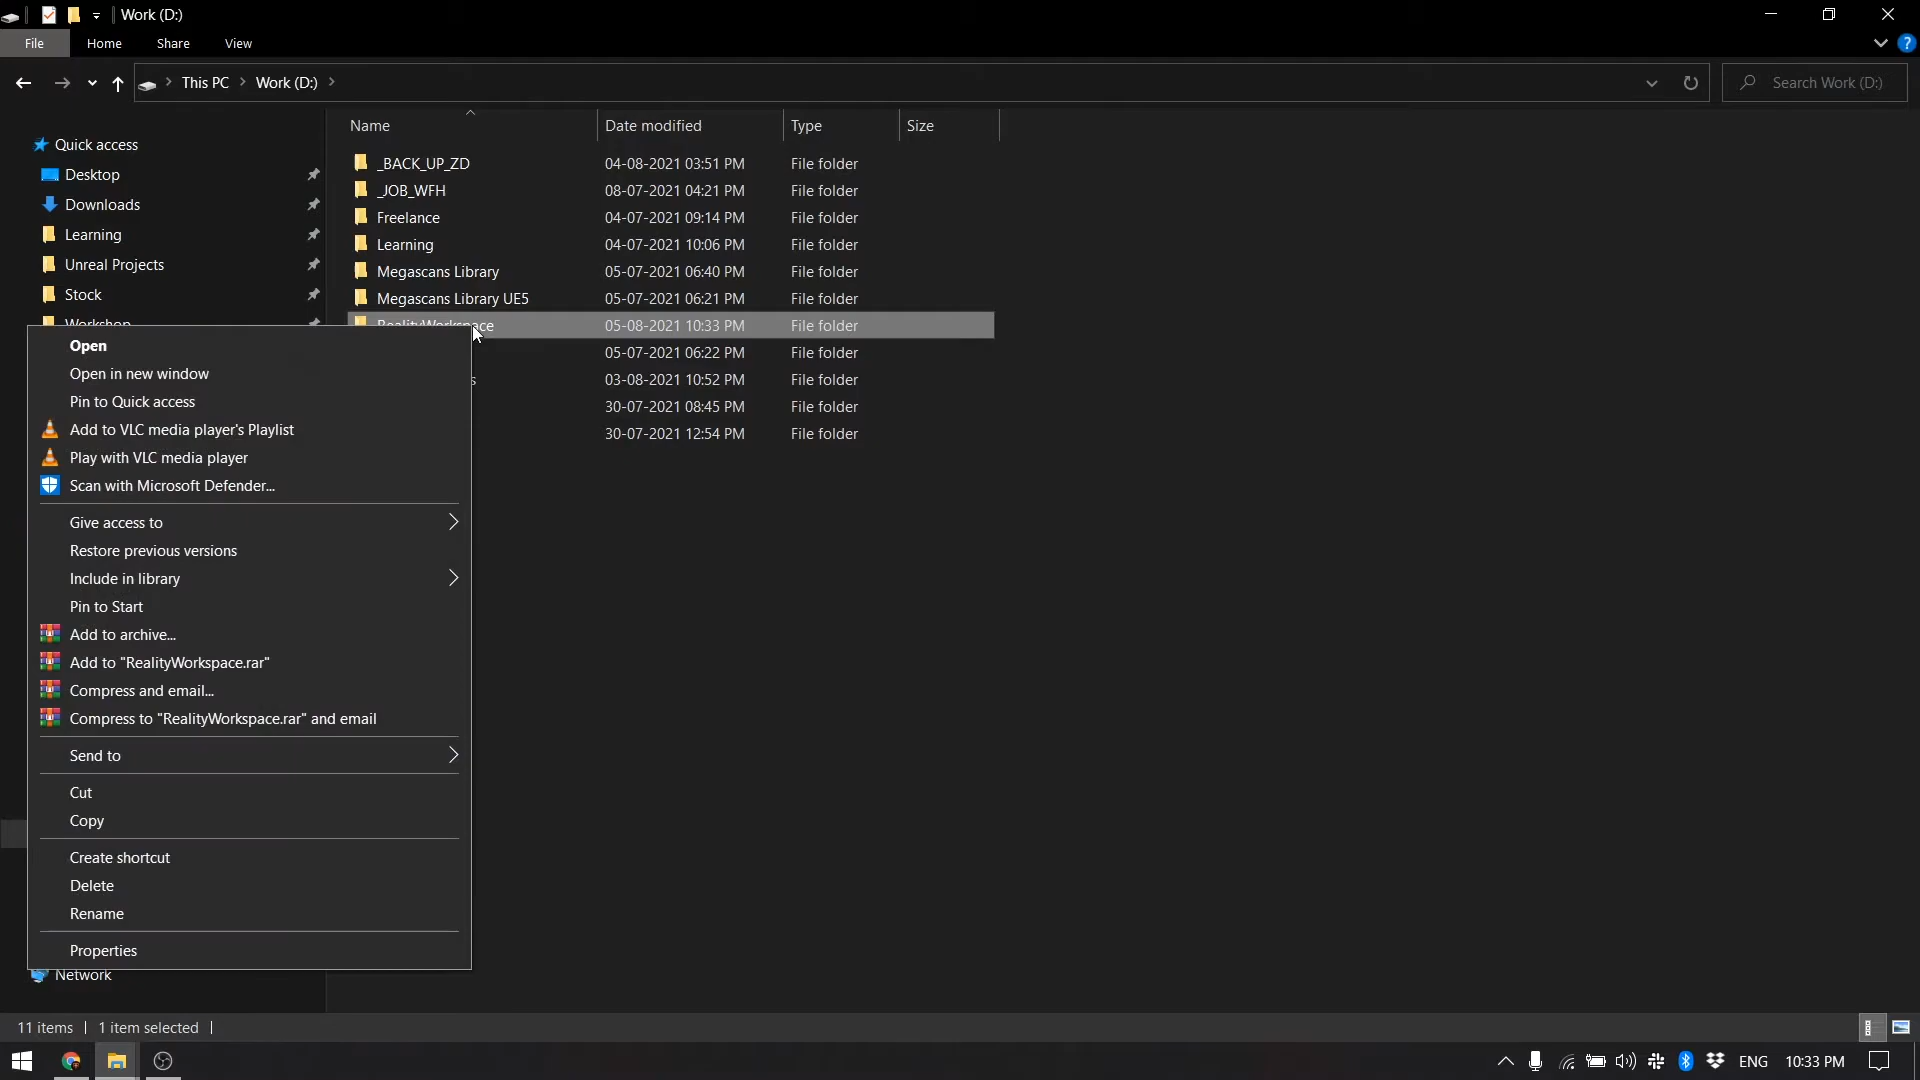 Work (D:)
File Home Share View
This PC Work (D:) Search Work (D:)
Name Date modified Type Size
Quick access
Desktop
Downloads
Learning
Unreal Projects
Stock
Workshop
_BACK_UP_ZD 04-08-2021 03:51 PM File folder
_JOB_WFH 08-07-2021 04:21 PM File folder
Freelance 04-07-2021 09:14 PM File folder
Learning 04-07-2021 10:06 PM File folder
Megascans Library 05-07-2021 06:40 PM File folder
Megascans Library UE5 05-07-2021 06:21 PM File folder
RealityWorkspace 05-08-2021 10:33 PM File folder
05-07-2021 06:22 PM File folder
s 03-08-2021 10:52 PM File folder
30-07-2021 08:45 PM File folder
30-07-2021 12:54 PM File folder
Open
Open in new window
Pin to Quick access
Add to VLC media player's Playlist
Play with VLC media player
Scan with Microsoft Defender...
Give access to
Restore previous versions
Include in library
Pin to Start
Add to archive...
Add to "RealityWorkspace.rar"
Compress and email...
Compress to "RealityWorkspace.rar" and email
Send to
Cut
Copy
Create shortcut
Delete
Rename
Properties
Network
11 items 1 item selected
ENG 10:33 PM